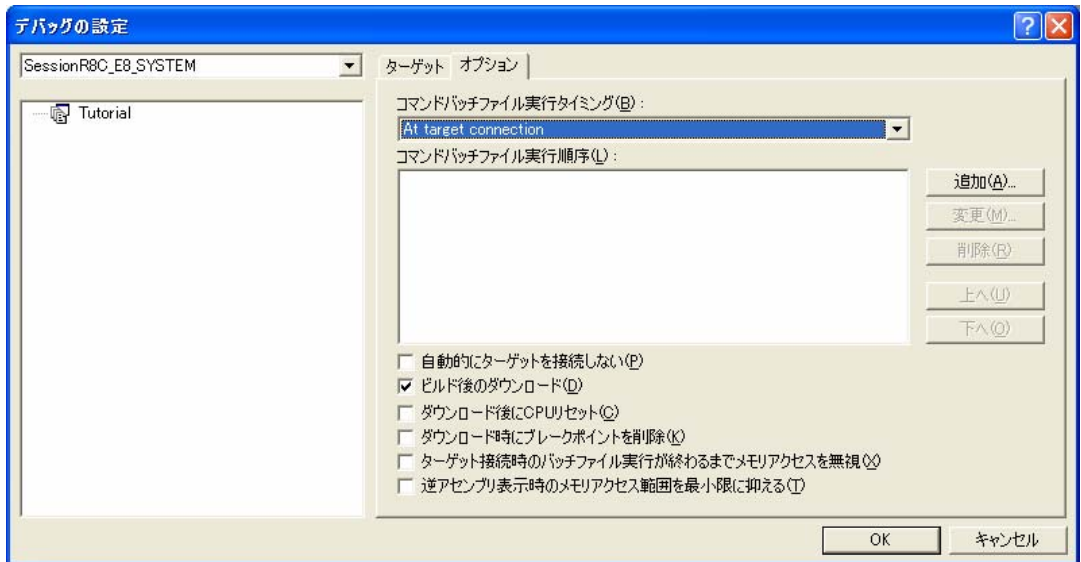 デバッグの設定
SessionR8C_E8_SYSTEM
Tutorial
ターゲット オプション
コマンドバッチファイル実行タイミング(B) :
At target connection
コマンドバッチファイル実行順序(L) :
追加(A)...
変更(M)...
削除(R)
上へ(U)
下へ(O)
自動的にターゲットを接続しない(P)
ビルド後のダウンロード(D)
ダウンロード後にCPUリセット(C)
ダウンロード時にブレークポイントを削除(K)
ターゲット接続時のバッチファイル実行が終わるまでメモリアクセスを無視(X)
逆アセンブリ表示時のメモリアクセス範囲を最小限に抑える(T)
OK キャンセル